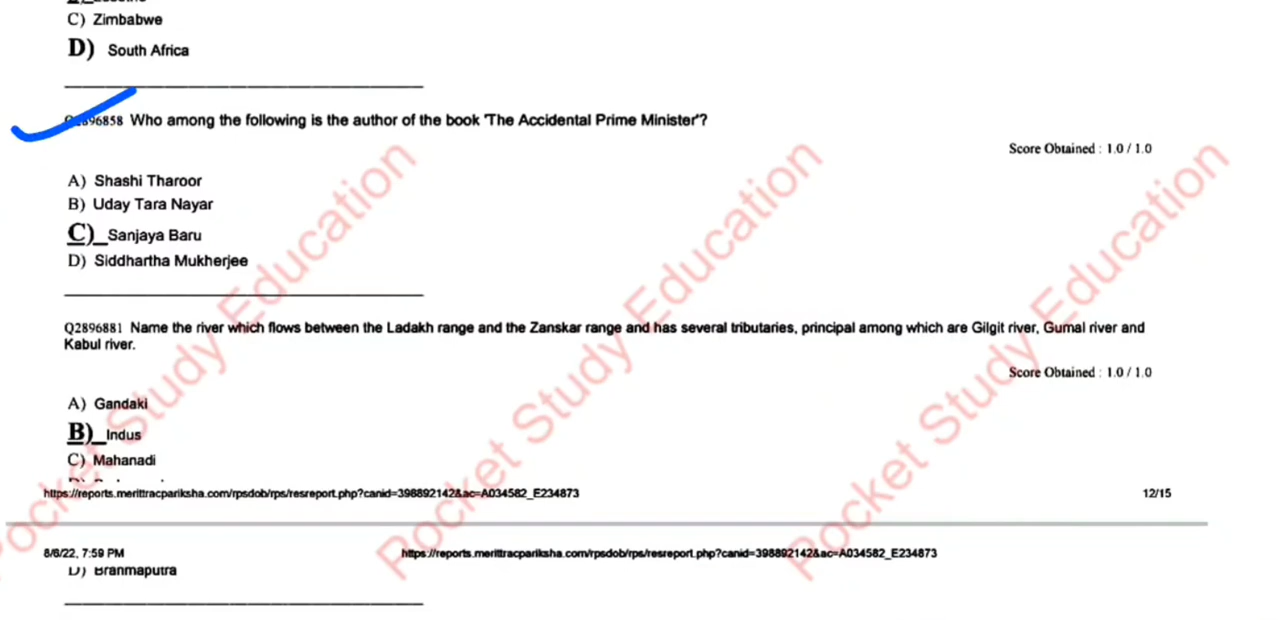 C) Zimbabwe
D) South Africa
Q2896858 Who among the following is the author of the book 'The Accidental Prime Minister'?
Score Obtained : 1.0 / 1.0
A) Shashi Tharoor
B) Uday Tara Nayar
C) Sanjaya Baru
D) Siddhartha Mukherjee
Q2896881 Name the river which flows between the Ladakh range and the Zanskar range and has several tributaries, principal among which are Gilgit river, Gumal river and
Kabul river.
Score Obtained : 1.0 / 1.0
A) Gandaki
B) Indus
C) Mahanadi
https://reports.merittracpariksha.com/rpsdob/rps/resreport.php?canid=398892142&ac=A034582_E234873
12/15
8/6/22, 7:59 PM
https://reports.merittracpariksha.com/rpsdob/rps/resreport.php?canid=398892142&ac=A034582_E234873
D) Brahmaputra
Rocket Study Education
Rocket Study Education
Rocket Study Education